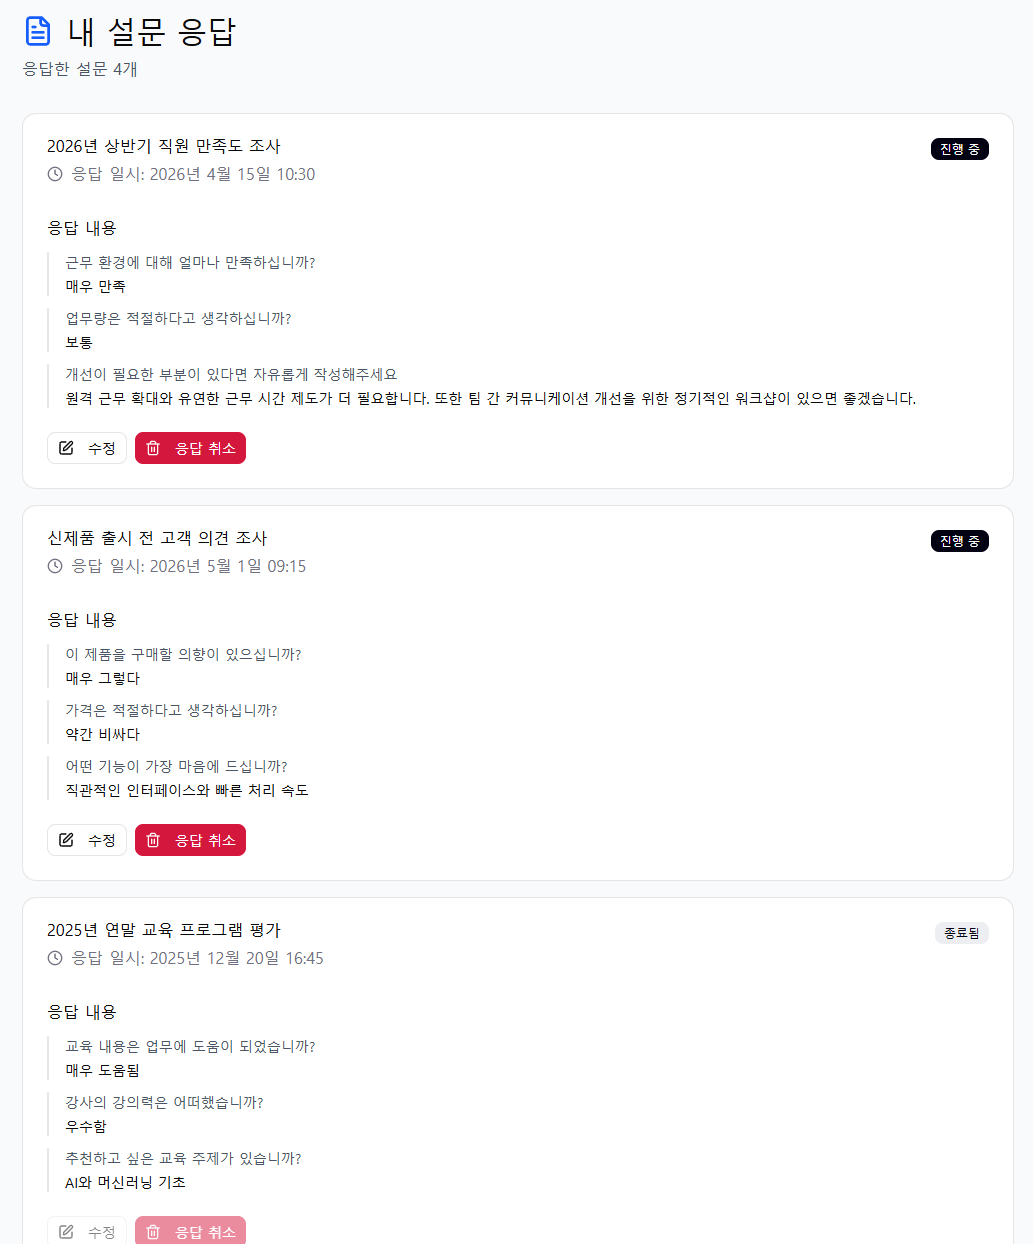 내 설문 응답
응답한 설문 4개
2026년 상반기 직원 만족도 조사
진행 중
응답 일시: 2026년 4월 15일 10:30
응답 내용
근무 환경에 대해 얼마나 만족하십니까?
매우 만족
업무량은 적절하다고 생각하십니까?
보통
개선이 필요한 부분이 있다면 자유롭게 작성해주세요
원격 근무 확대와 유연한 근무 시간 제도가 더 필요합니다. 또한 팀 간 커뮤니케이션 개선을 위한 정기적인 워크샵이 있으면 좋겠습니다.
수정 응답 취소
신제품 출시 전 고객 의견 조사
진행 중
응답 일시: 2026년 5월 1일 09:15
응답 내용
이 제품을 구매할 의향이 있으십니까?
매우 그렇다
가격은 적절하다고 생각하십니까?
약간 비싸다
어떤 기능이 가장 마음에 드십니까?
직관적인 인터페이스와 빠른 처리 속도
수정 응답 취소
2025년 연말 교육 프로그램 평가
종료됨
응답 일시: 2025년 12월 20일 16:45
응답 내용
교육 내용은 업무에 도움이 되었습니까?
매우 도움됨
강사의 강의력은 어떠했습니까?
우수함
추천하고 싶은 교육 주제가 있습니까?
AI와 머신러닝 기초
수정 응답 취소